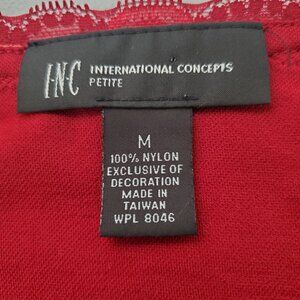 I·N·C INTERNATIONAL CONCEPTS
PETITE
M
100% NYLON
EXCLUSIVE OF
DECORATION
MADE IN
TAIWAN
WPL 8046